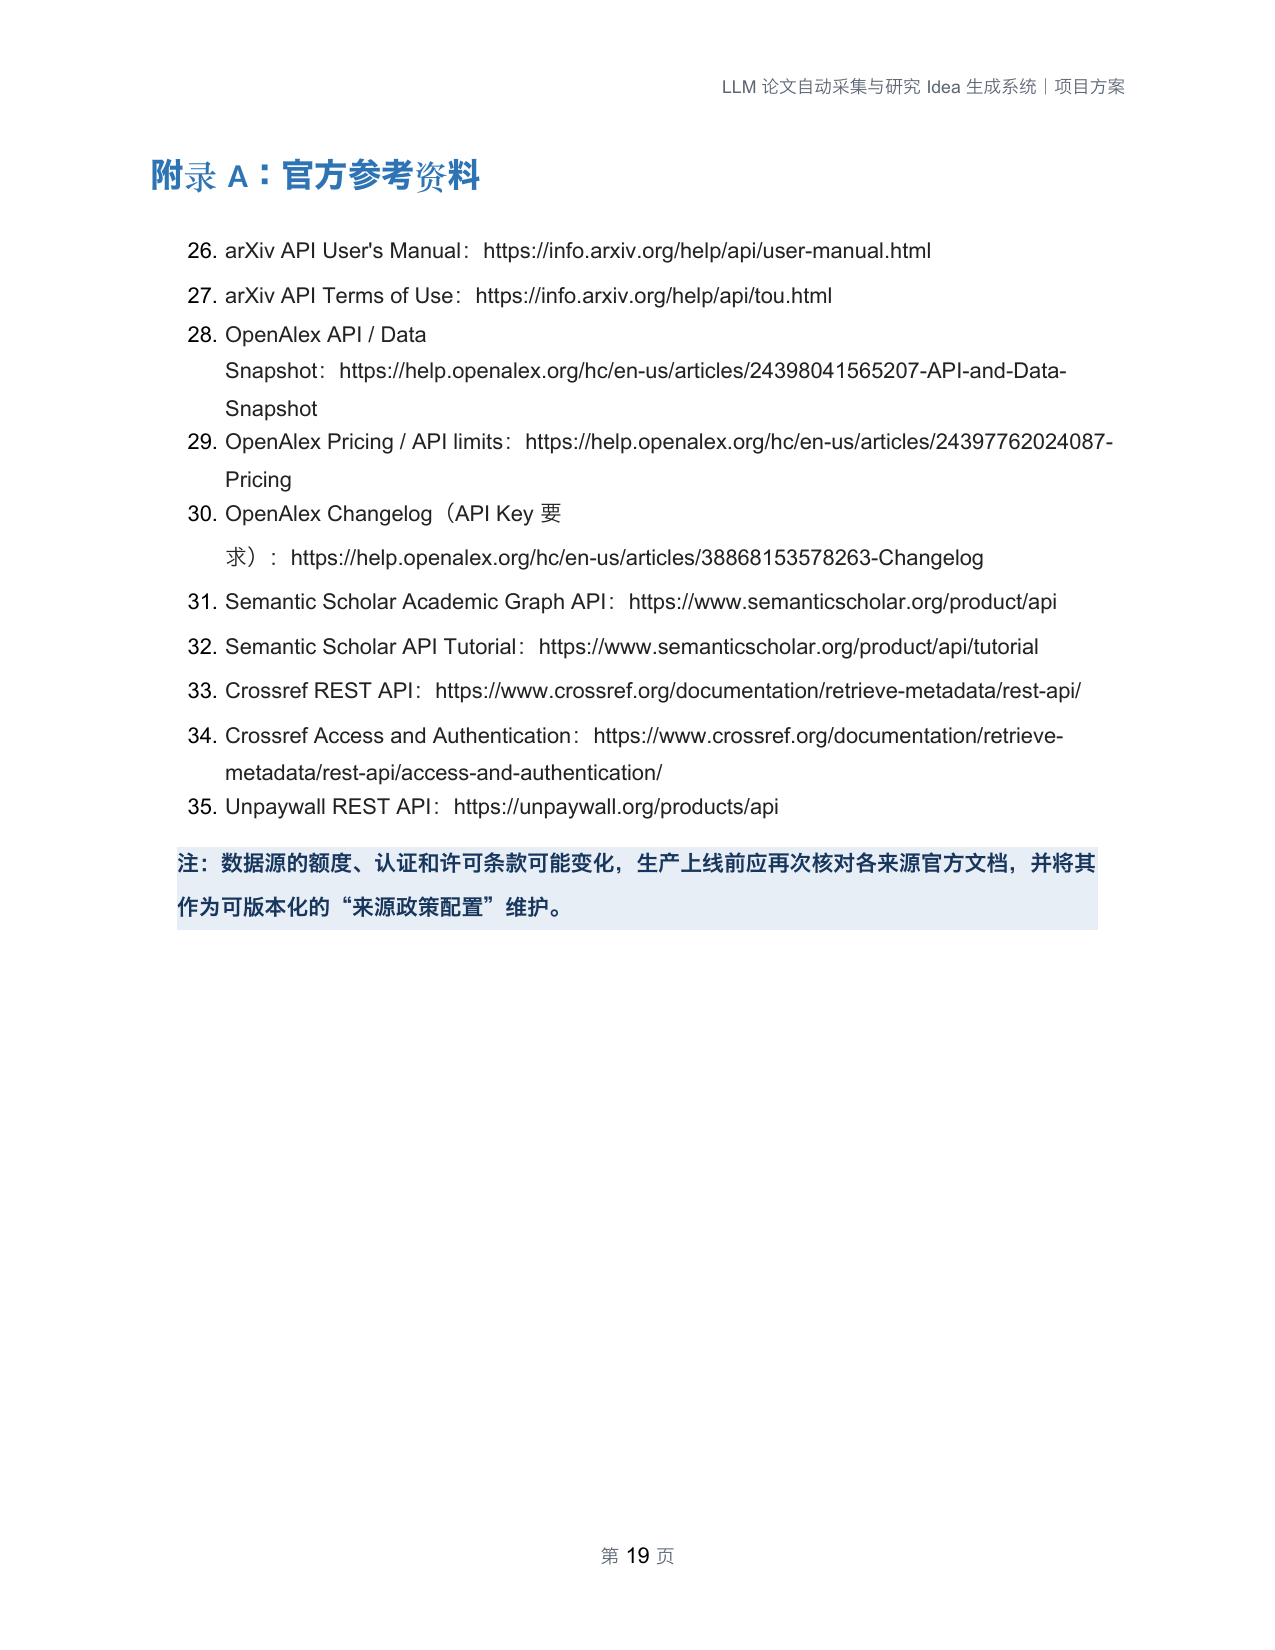 LLM 论文自动采集与研究 Idea 生成系统｜项目方案
附录 A：官方参考资料
26. arXiv API User's Manual：https://info.arxiv.org/help/api/user-manual.html
27. arXiv API Terms of Use：https://info.arxiv.org/help/api/tou.html
28. OpenAlex API / Data
Snapshot：https://help.openalex.org/hc/en-us/articles/24398041565207-API-and-Data-
Snapshot
29. OpenAlex Pricing / API limits：https://help.openalex.org/hc/en-us/articles/24397762024087-
Pricing
30. OpenAlex Changelog（API Key 要
求）：https://help.openalex.org/hc/en-us/articles/38868153578263-Changelog
31. Semantic Scholar Academic Graph API：https://www.semanticscholar.org/product/api
32. Semantic Scholar API Tutorial：https://www.semanticscholar.org/product/api/tutorial
33. Crossref REST API：https://www.crossref.org/documentation/retrieve-metadata/rest-api/
34. Crossref Access and Authentication：https://www.crossref.org/documentation/retrieve-
metadata/rest-api/access-and-authentication/
35. Unpaywall REST API：https://unpaywall.org/products/api
注：数据源的额度、认证和许可条款可能变化，生产上线前应再次核对各来源官方文档，并将其
作为可版本化的“来源政策配置”维护。
第 19 页